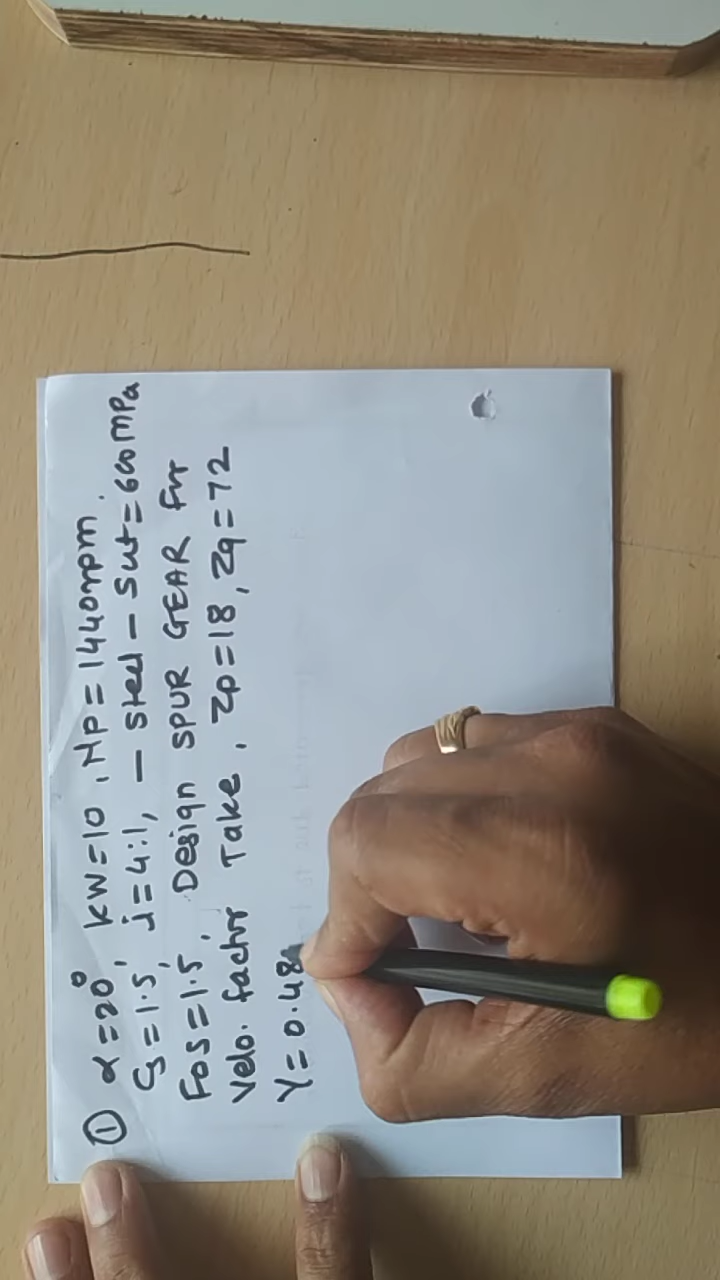 ① α=20°, KW=10, Np=1440rpm.
Cs=1.5, i=4:1, - steel - Sut=600MPa
FOS=1.5, Design SPUR GEAR for
Velo. factor Take, Zp=18, Zg=72
Y=0.48